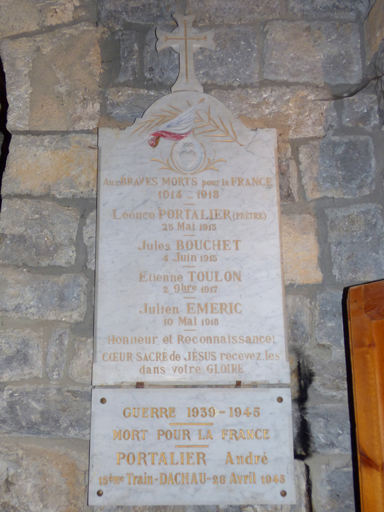 Aux BRAVES MORTS pour la FRANCE
1914 - 1918
Léonce PORTALIER (PRÊTRE)
25 Mai 1915
Jules BOUCHET
4 Juin 1915
Etienne TOULON
2 9bre 1917
Julien EMERIC
10 Mai 1918
Honneur et Reconnaissance;
CŒUR SACRÉ de JÉSUS recevez les
dans votre GLOIRE
GUERRE 1939 - 1945
MORT POUR LA FRANCE
PORTALIER André
Train - DACHAU - 28 Avril 1945